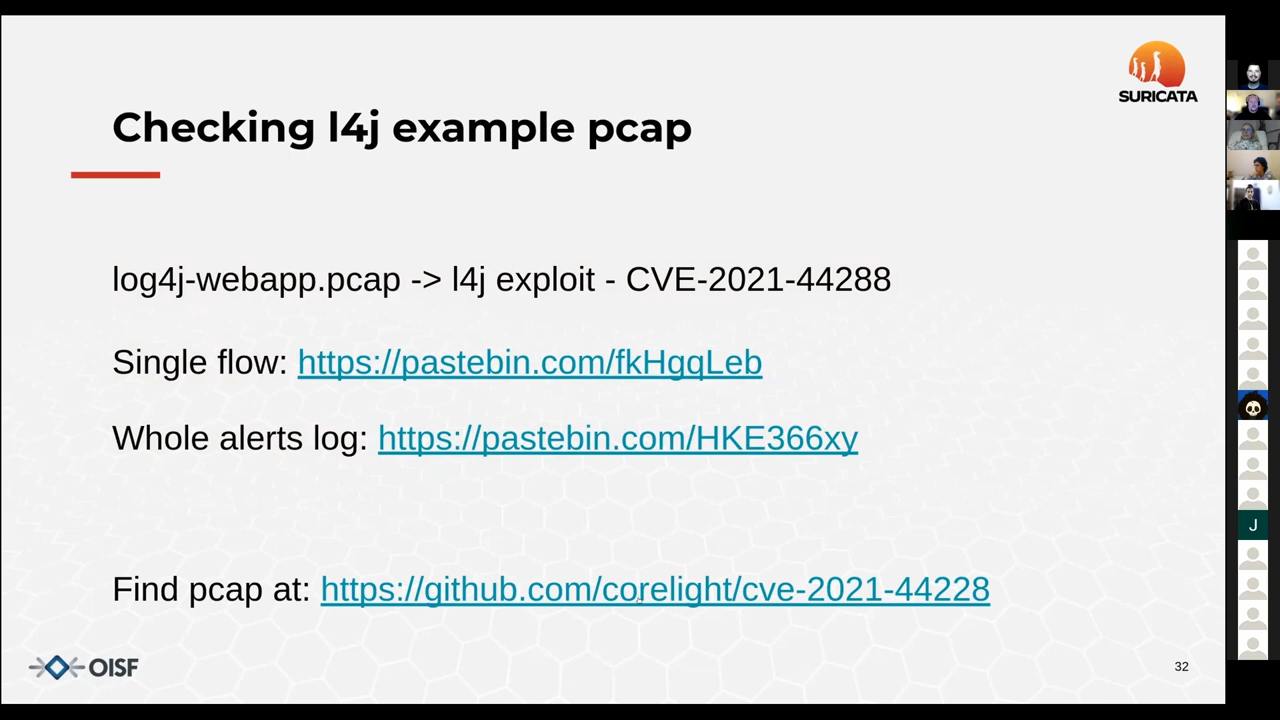 SURICATA
Checking l4j example pcap
log4j-webapp.pcap -> l4j exploit - CVE-2021-44288
Single flow: https://pastebin.com/fkHgqLeb
Whole alerts log: https://pastebin.com/HKE366xy
J
Find pcap at: https://github.com/corelight/cve-2021-44228
OISF
32